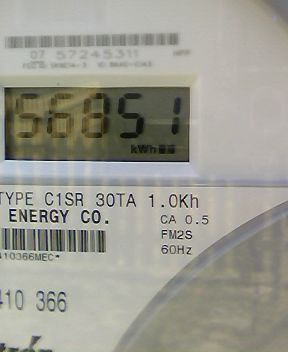 07 57245311
56851
kWh
TYPE C1SR 30TA 1.0Kh
ENERGY CO.
CA 0.5
FM2S
60Hz
410366MEC*
410 366